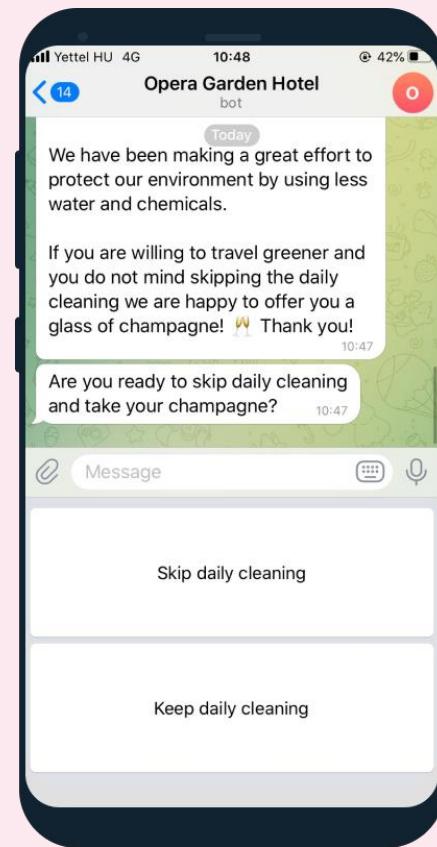 Yettel HU 4G 10:48 42%
14 Opera Garden Hotel O
bot
Today
We have been making a great effort to
protect our environment by using less
water and chemicals.
If you are willing to travel greener and
you do not mind skipping the daily
cleaning we are happy to offer you a
glass of champagne! 🥂 Thank you!
10:47
Are you ready to skip daily cleaning
and take your champagne? 10:47
Message
Skip daily cleaning
Keep daily cleaning